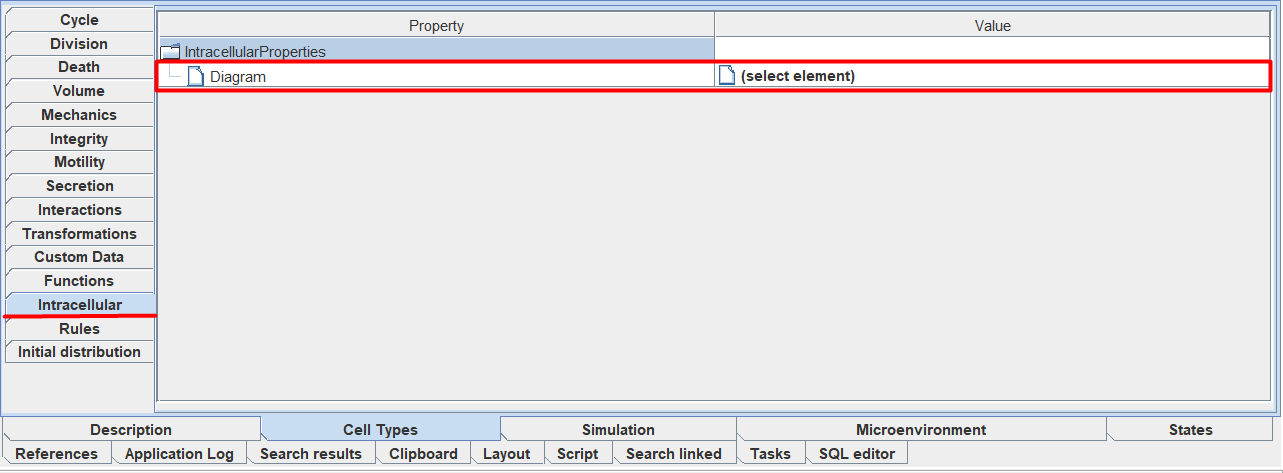 Cycle
Division
Death
Volume
Mechanics
Integrity
Motility
Secretion
Interactions
Transformations
Custom Data
Functions
Intracellular
Rules
Initial distribution
Property Value
IntracellularProperties
Diagram (select element)
Description Cell Types Simulation Microenvironment States
References Application Log Search results Clipboard Layout Script Search linked Tasks SQL editor